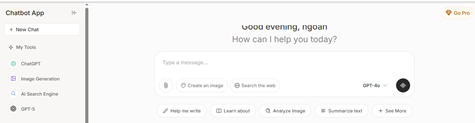 Chatbot App
Go Pro
+ New Chat
My Tools
ChatGPT
Image Generation
AI Search Engine
GPT-5
Good evening, ngoan
How can I help you today?
Type a message...
Create an image
Search the web
GPT-4o
Help me write
Learn about
Analyze Image
Summarize text
+ See More